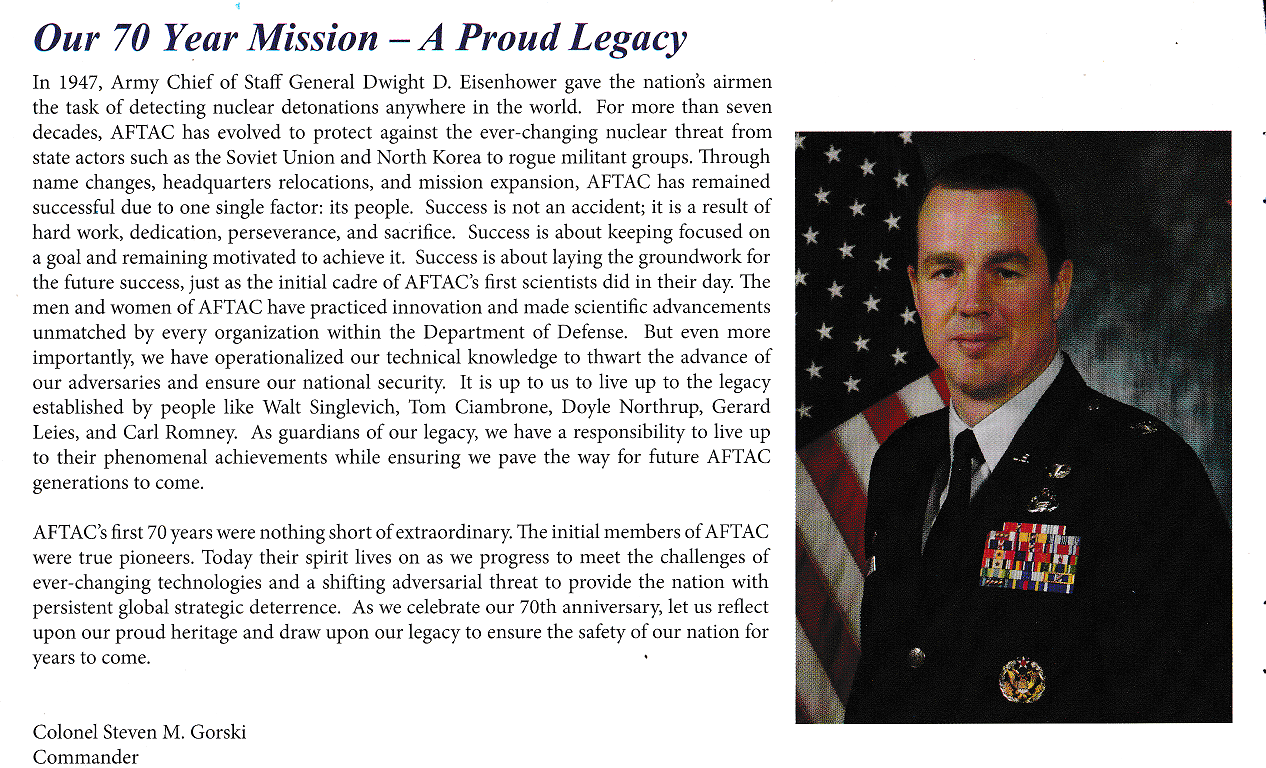 Our 70 Year Mission – A Proud Legacy
In 1947, Army Chief of Staff General Dwight D. Eisenhower gave the nation's airmen
the task of detecting nuclear detonations anywhere in the world.  For more than seven
decades, AFTAC has evolved to protect against the ever-changing nuclear threat from
state actors such as the Soviet Union and North Korea to rogue militant groups. Through
name changes, headquarters relocations, and mission expansion, AFTAC has remained
successful due to one single factor: its people.  Success is not an accident; it is a result of
hard work, dedication, perseverance, and sacrifice.  Success is about keeping focused on
a goal and remaining motivated to achieve it.  Success is about laying the groundwork for
the future success, just as the initial cadre of AFTAC's first scientists did in their day. The
men and women of AFTAC have practiced innovation and made scientific advancements
unmatched by every organization within the Department of Defense.  But even more
importantly, we have operationalized our technical knowledge to thwart the advance of
our adversaries and ensure our national security.  It is up to us to live up to the legacy
established by people like Walt Singlevich, Tom Ciambrone, Doyle Northrup, Gerard
Leies, and Carl Romney.  As guardians of our legacy, we have a responsibility to live up
to their phenomenal achievements while ensuring we pave the way for future AFTAC
generations to come.
AFTAC's first 70 years were nothing short of extraordinary. The initial members of AFTAC
were true pioneers. Today their spirit lives on as we progress to meet the challenges of
ever-changing technologies and a shifting adversarial threat to provide the nation with
persistent global strategic deterrence.  As we celebrate our 70th anniversary, let us reflect
upon our proud heritage and draw upon our legacy to ensure the safety of our nation for
years to come.
Colonel Steven M. Gorski
Commander